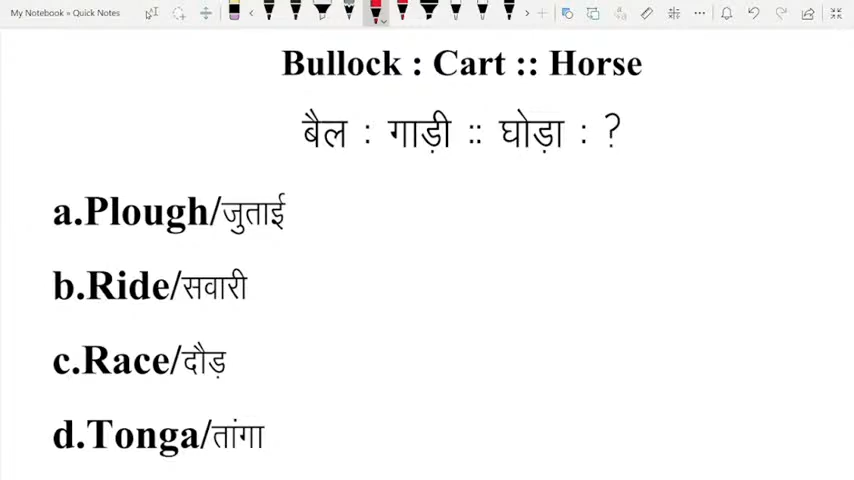 My Notebook » Quick Notes
Bullock : Cart :: Horse
बैल : गाड़ी :: घोड़ा : ?
a.Plough/जुताई
b.Ride/सवारी
c.Race/दौड़
d.Tonga/तांगा